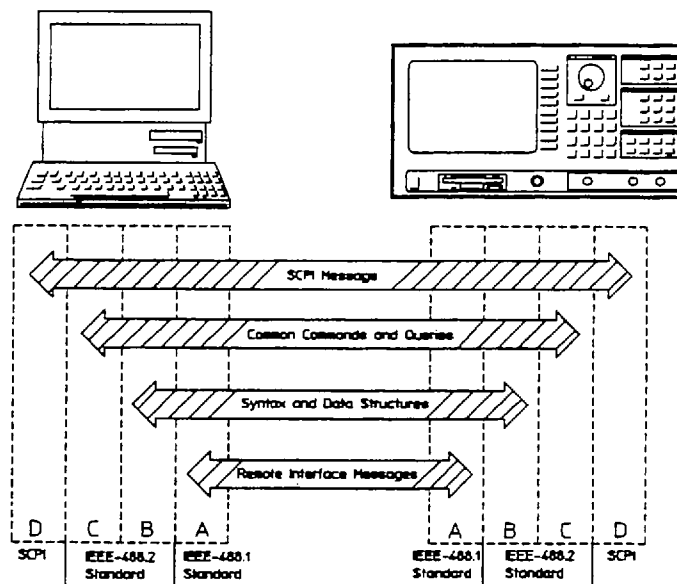 SCPI Message
Common Commands and Queries
Syntax and Data Structures
Remote Interface Messages
D C B A A B C D
SCPI IEEE-488.2 Standard IEEE-488.1 Standard IEEE-488.1 Standard IEEE-488.2 Standard SCPI